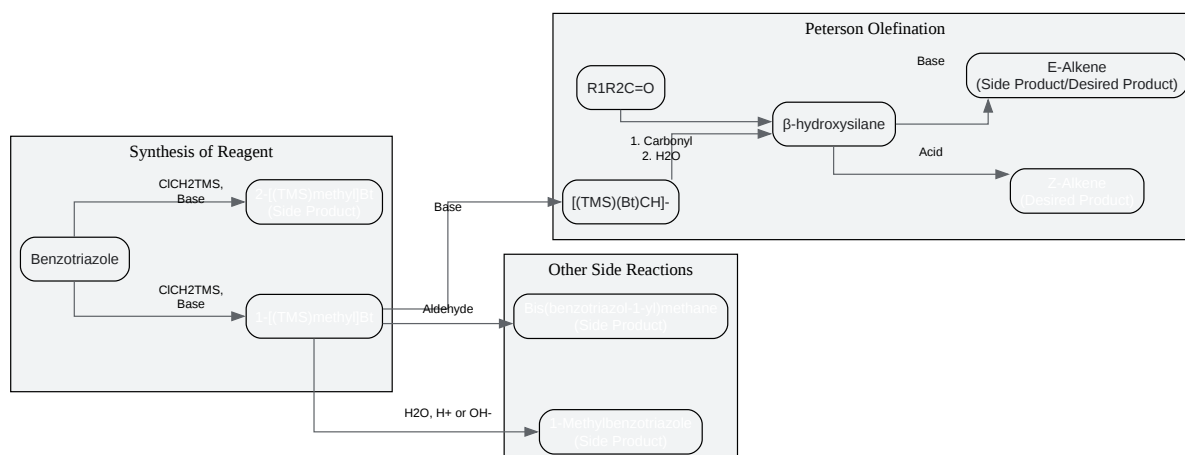 Peterson Olefination
Base
E-Alkene
(Side Product/Desired Product)
R1R2C=O
β-hydroxysilane
1. Carbonyl
2. H2O
Acid
Z-Alkene
(Desired Product)
[(TMS)(Bt)CH]-
Synthesis of Reagent
ClCH2TMS,
Base
2-[(TMS)methyl]Bt
(Side Product)
Benzotriazole
ClCH2TMS,
Base
1-[(TMS)methyl]Bt
Base
Aldehyde
H2O, H+ or OH-
Other Side Reactions
Bis(benzotriazol-1-yl)methane
(Side Product)
1-Methylbenzotriazole
(Side Product)